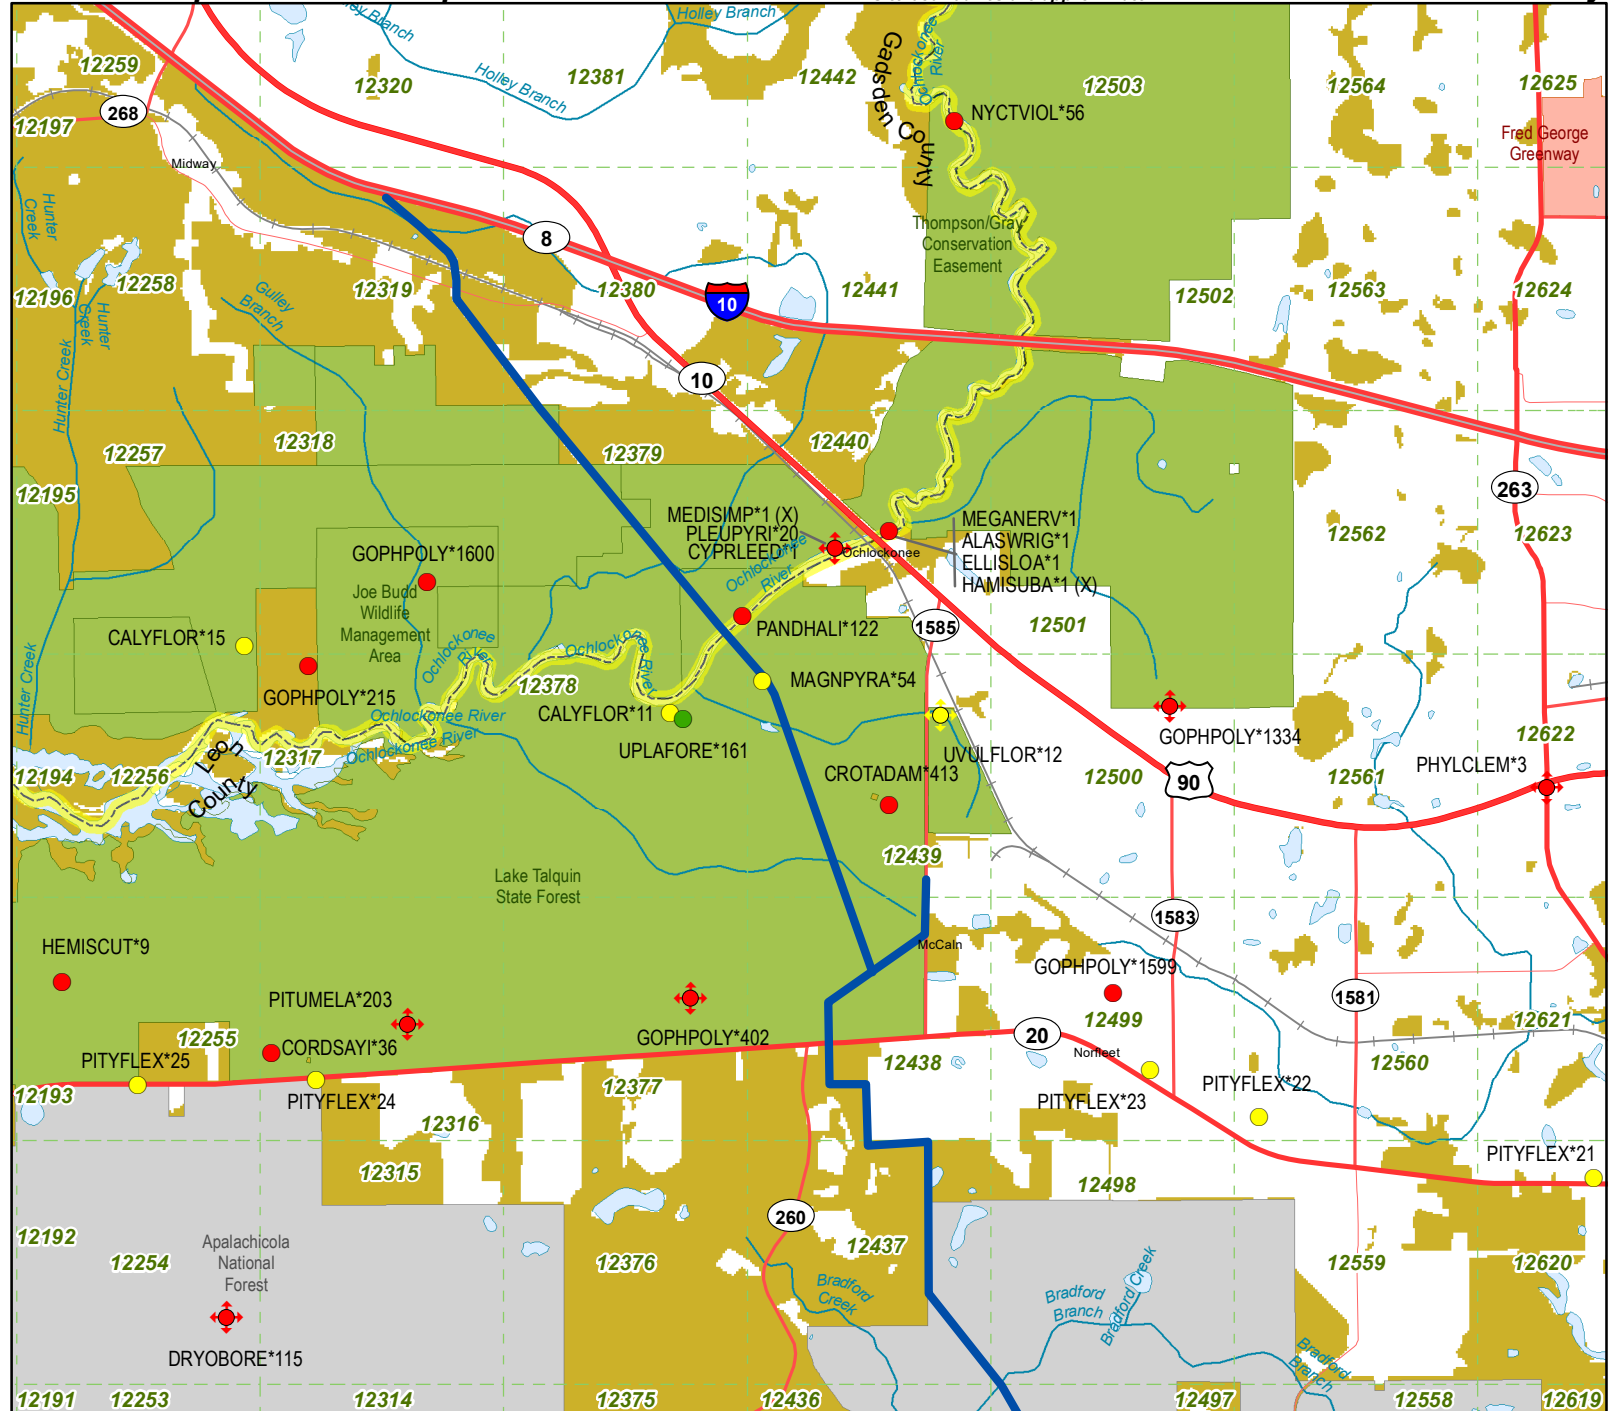 Holley Branch
Holley Branch
Holley Branch
12259
12320
12381
12442
12503
12564
12625
268
12197
Midway
Gadsden County
Ochlockonee
River
NYCTVIOL*56
Fred George
Greenway
Hunter
Creek
8
Thompson/Gray
Conservation
Easement
12196
12258
12319
12380
12441
12502
12563
12624
Gulley
Branch
Hunter
Creek
10
Hunter Creek
10
12257
12318
12379
12440
12195
263
12562
12623
MEDISIMP*1 (X)
PLEUPYRI*20
CYPRLEED*1
MEGANERV*1
ALASWRIG*1
ELLISLOA*1
HAMISUBA*1 (X)
Ochlockonee
Ochlockonee
River
GOPHPOLY*1600
Joe Budd
Wildlife
Management
Area
CALYFLOR*15
GOPHPOLY*215
PANDHALI*122
1585
12501
Ochlockonee
River
Ochlockonee
River
MAGNPYRA*54
12378
CALYFLOR*11
UPLAFORE*161
Hunter Creek
Ochlockonee River
Ochlockonee River
UVULFLOR*12
CROTADAM*413
GOPHPOLY*1334
12194
12256
12317
Leon
County
12500
90
12561
12622
PHYLCLEM*3
12439
Lake Talquin
State Forest
1583
McCain
HEMISCUT*9
PITUMELA*203
GOPHPOLY*402
GOPHPOLY*1599
1581
12255
CORDSAYI*36
12499
12621
20
Norfleet
PITYFLEX*25
12438
12560
12193
PITYFLEX*24
12377
PITYFLEX*23
PITYFLEX*22
12316
12315
12498
PITYFLEX*21
12192
12254
Apalachicola
National
Forest
260
12376
12437
12559
12620
Bradford
Creek
Bradford
Branch
Bradford Creek
Bradford
Branch
DRYOBORE*115
12191
12253
12314
12375
12436
12497
12558
12619